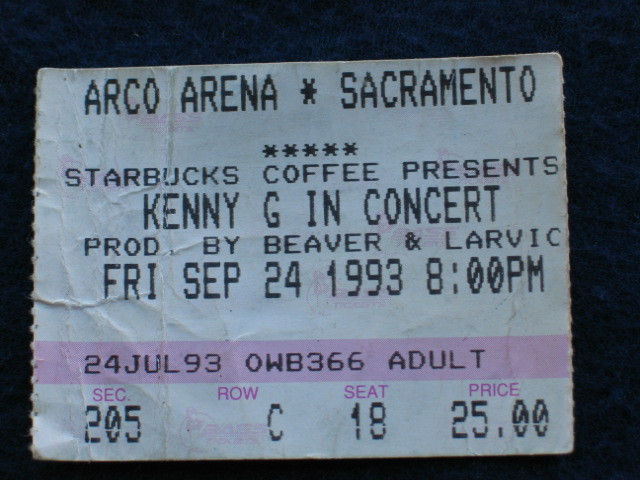 ARCO ARENA * SACRAMENTO
*****
STARBUCKS COFFEE PRESENTS
KENNY G IN CONCERT
PROD. BY BEAVER & LARVIC
FRI SEP 24 1993 8:00PM
24JUL93 OWB366 ADULT
SEC. ROW SEAT PRICE
205 C 18 25.00